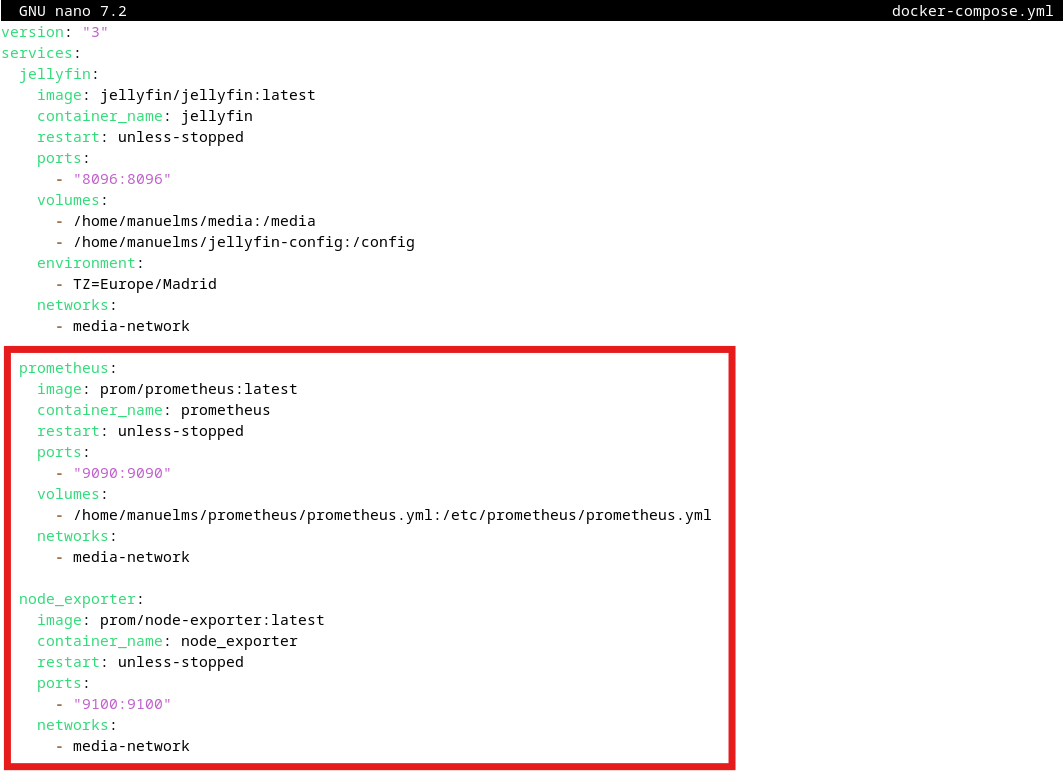 GNU nano 7.2 docker-compose.yml
version: "3"
services:
  jellyfin:
    image: jellyfin/jellyfin:latest
    container_name: jellyfin
    restart: unless-stopped
    ports:
      - "8096:8096"
    volumes:
      - /home/manuelms/media:/media
      - /home/manuelms/jellyfin-config:/config
    environment:
      - TZ=Europe/Madrid
    networks:
      - media-network
  prometheus:
    image: prom/prometheus:latest
    container_name: prometheus
    restart: unless-stopped
    ports:
      - "9090:9090"
    volumes:
      - /home/manuelms/prometheus/prometheus.yml:/etc/prometheus/prometheus.yml
    networks:
      - media-network
  node_exporter:
    image: prom/node-exporter:latest
    container_name: node_exporter
    restart: unless-stopped
    ports:
      - "9100:9100"
    networks:
      - media-network